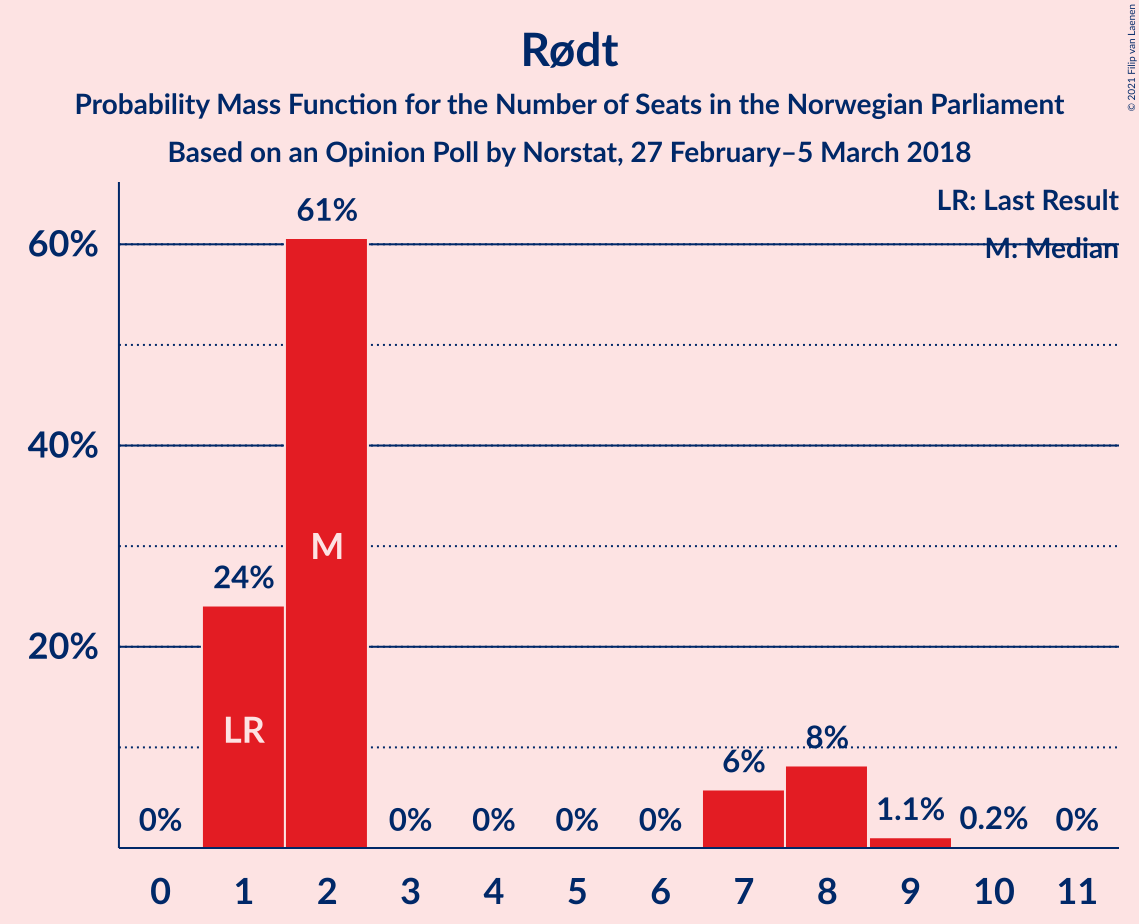 Rødt
Probability Mass Function for the Number of Seats in the Norwegian Parliament
Based on an Opinion Poll by Norstat, 27 February–5 March 2018
© 2021 Filip van Laenen
LR: Last Result
M: Median
60%
40%
20%
0%
24%
61%
0%
0%
0%
0%
6%
8%
1.1%
0.2%
0%
LR
M
0 1 2 3 4 5 6 7 8 9 10 11